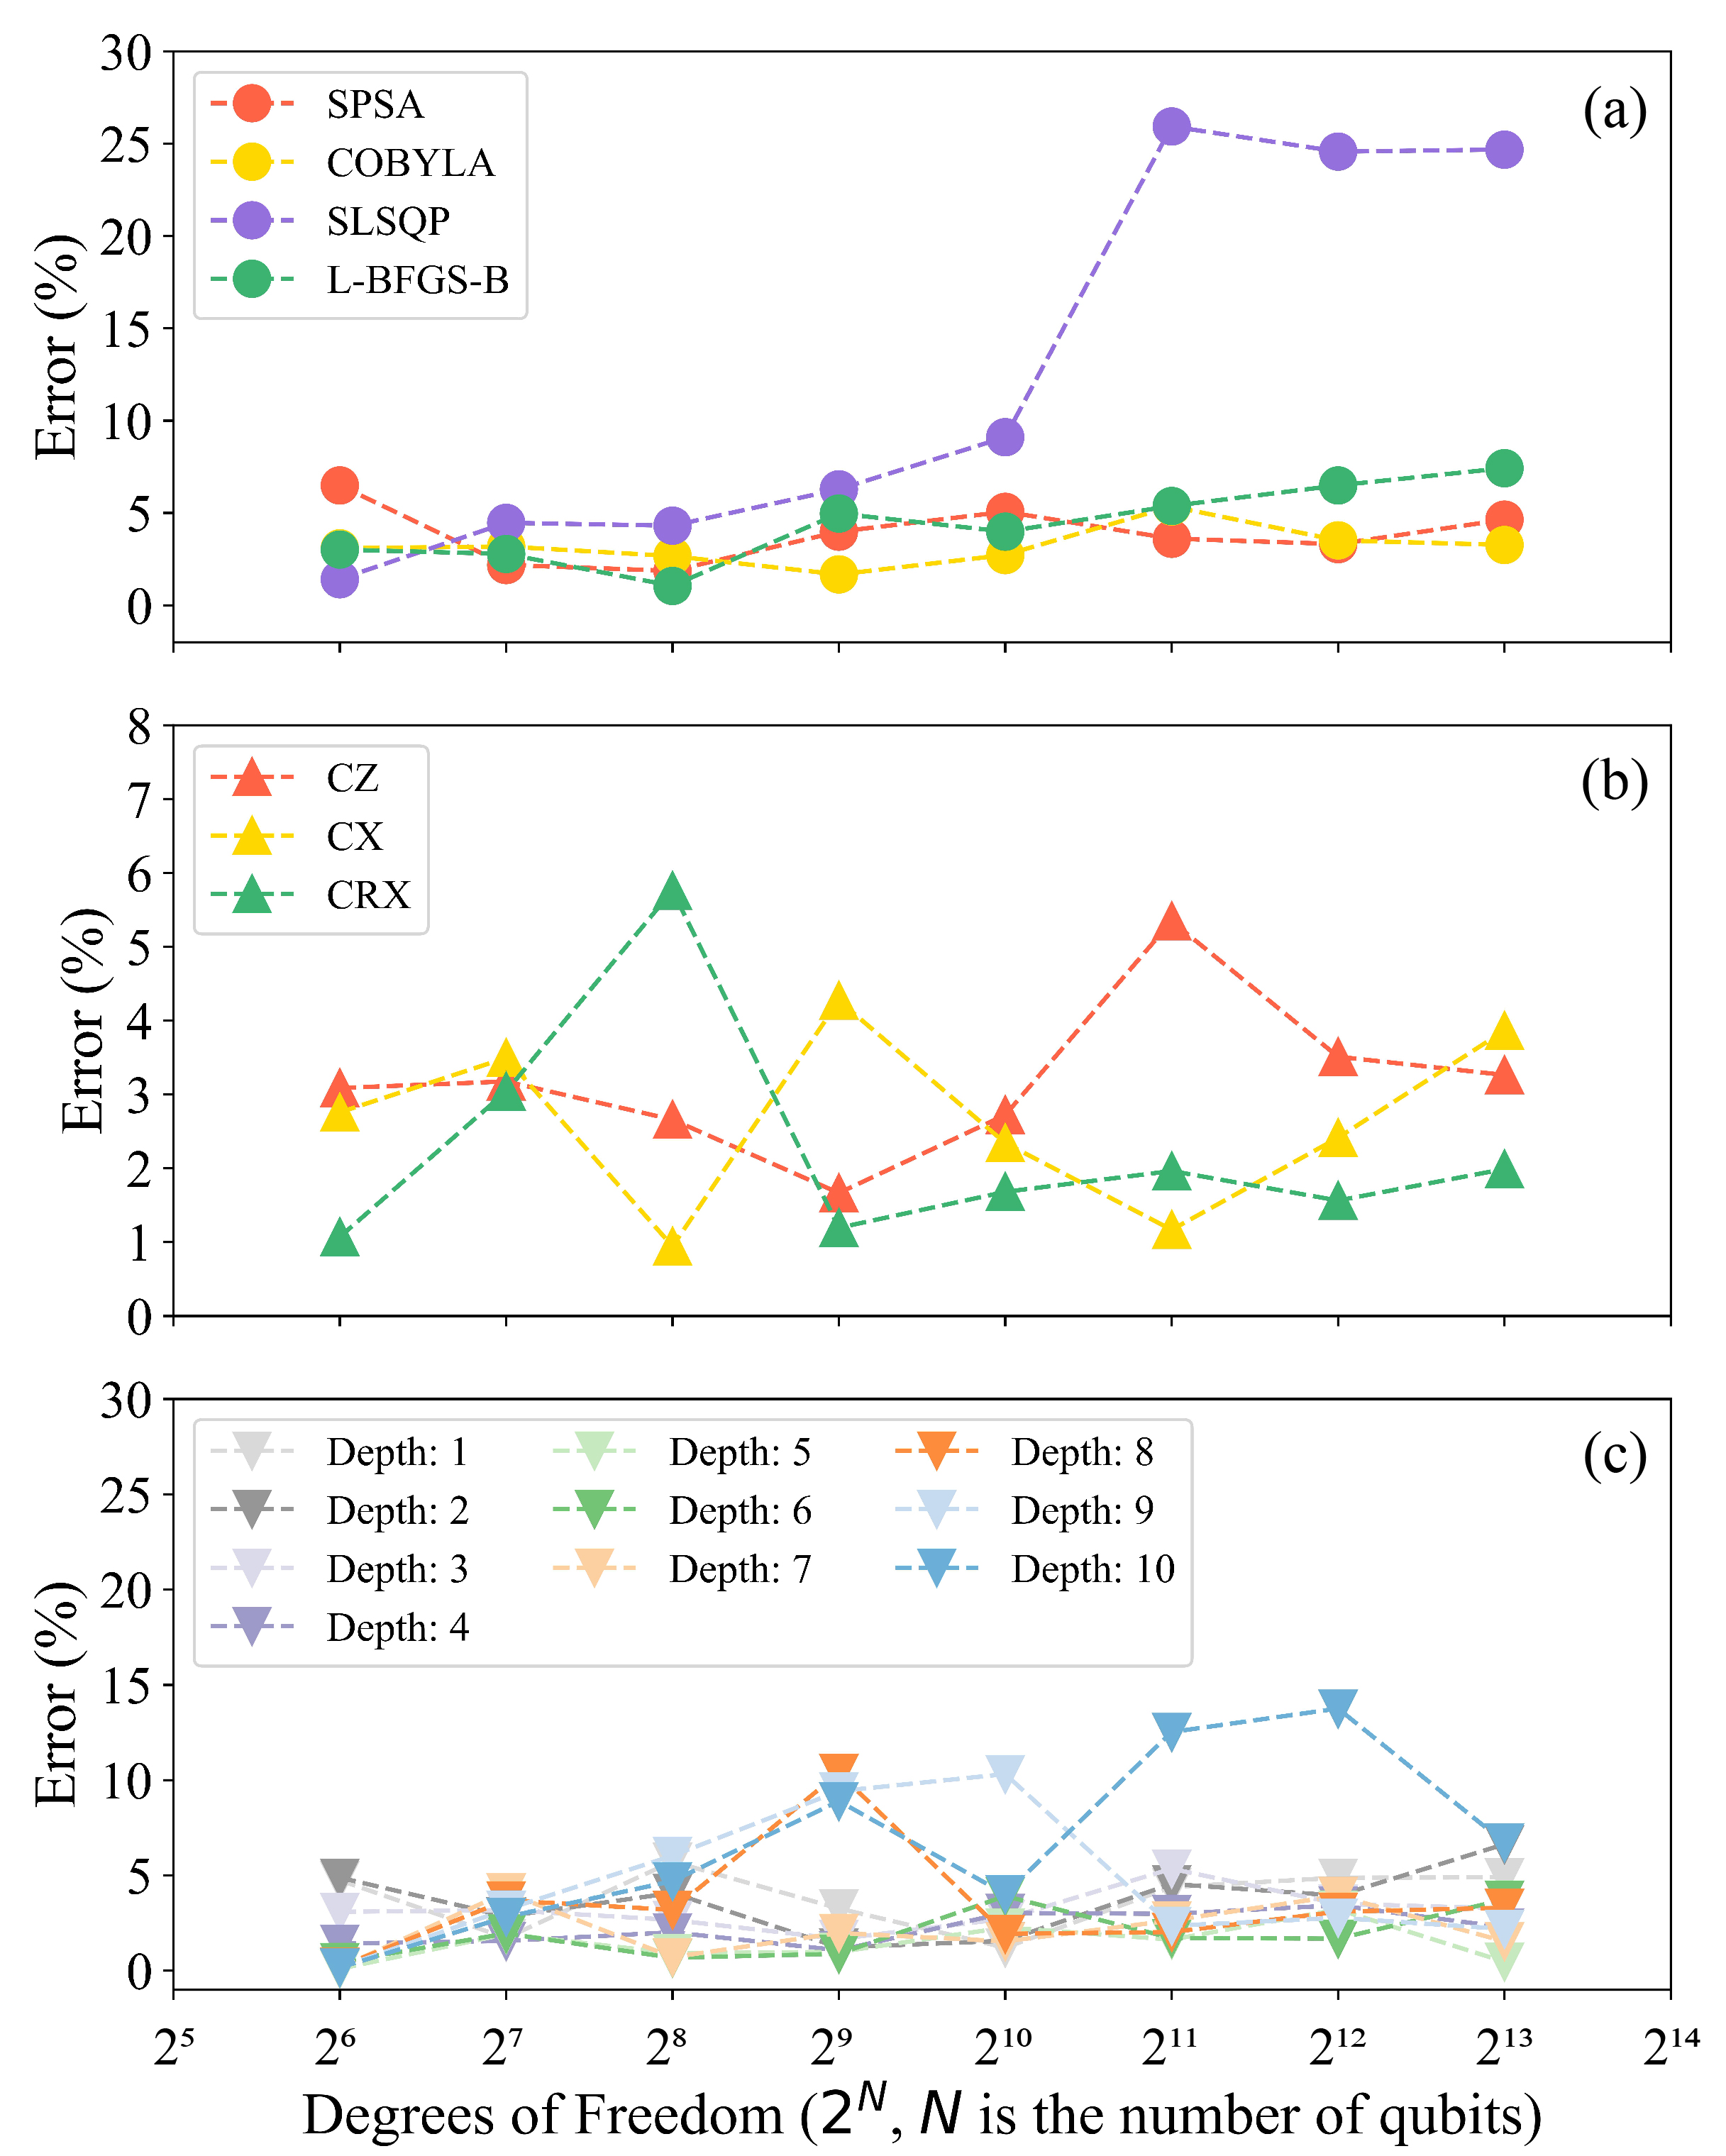 (a)
30
25
20
15
10
5
0
Error (%)
SPSA
COBYLA
SLSQP
L-BFGS-B
(b)
8
7
6
5
4
3
2
1
0
Error (%)
CZ
CX
CRX
(c)
30
25
20
15
10
5
0
Error (%)
Depth: 1
Depth: 2
Depth: 3
Depth: 4
Depth: 5
Depth: 6
Depth: 7
Depth: 8
Depth: 9
Depth: 10
2⁵ 2⁶ 2⁷ 2⁸ 2⁹ 2¹⁰ 2¹¹ 2¹² 2¹³ 2¹⁴
Degrees of Freedom (2ᴺ, N is the number of qubits)